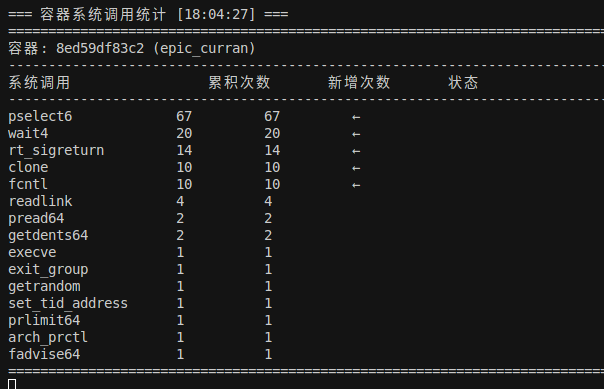 === 容器系统调用统计 [18:04:27] ===
===========================================================================
容器: 8ed59df83c2 (epic_curran)
---------------------------------------------------------------------------
系统调用 累积次数 新增次数 状态
---------------------------------------------------------------------------
pselect6 67 67 ←
wait4 20 20 ←
rt_sigreturn 14 14 ←
clone 10 10 ←
fcntl 10 10 ←
readlink 4 4
pread64 2 2
getdents64 2 2
execve 1 1
exit_group 1 1
getrandom 1 1
set_tid_address 1 1
prlimit64 1 1
arch_prctl 1 1
fadvise64 1 1
===========================================================================